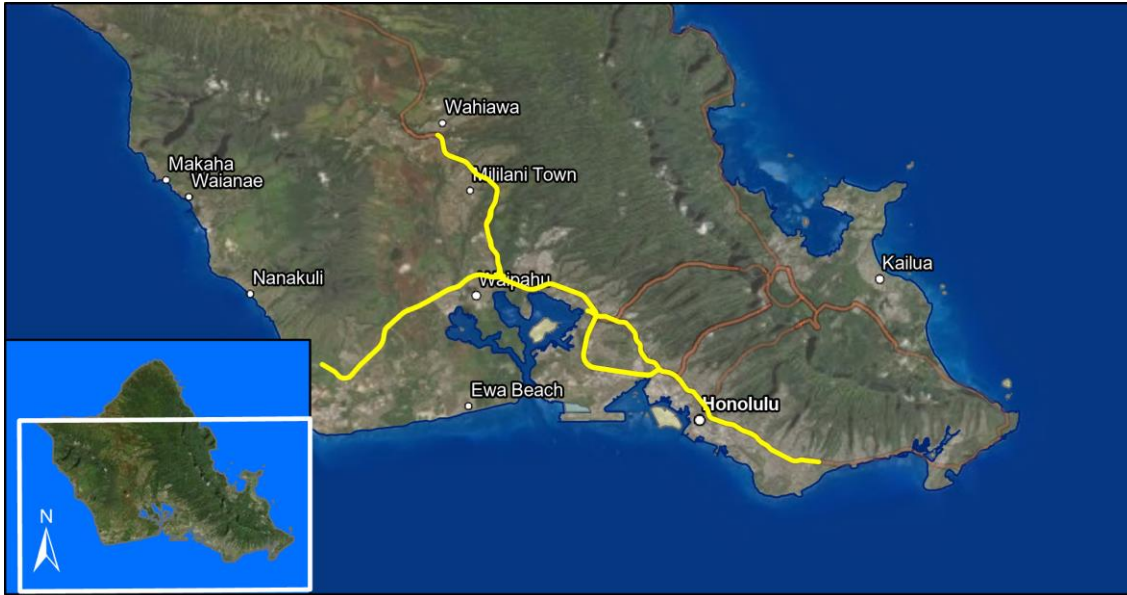 Wahiawa
Makaha
Mililani Town
Waianae
Kailua
Nanakuli
Waipahu
Ewa Beach
Honolulu
N